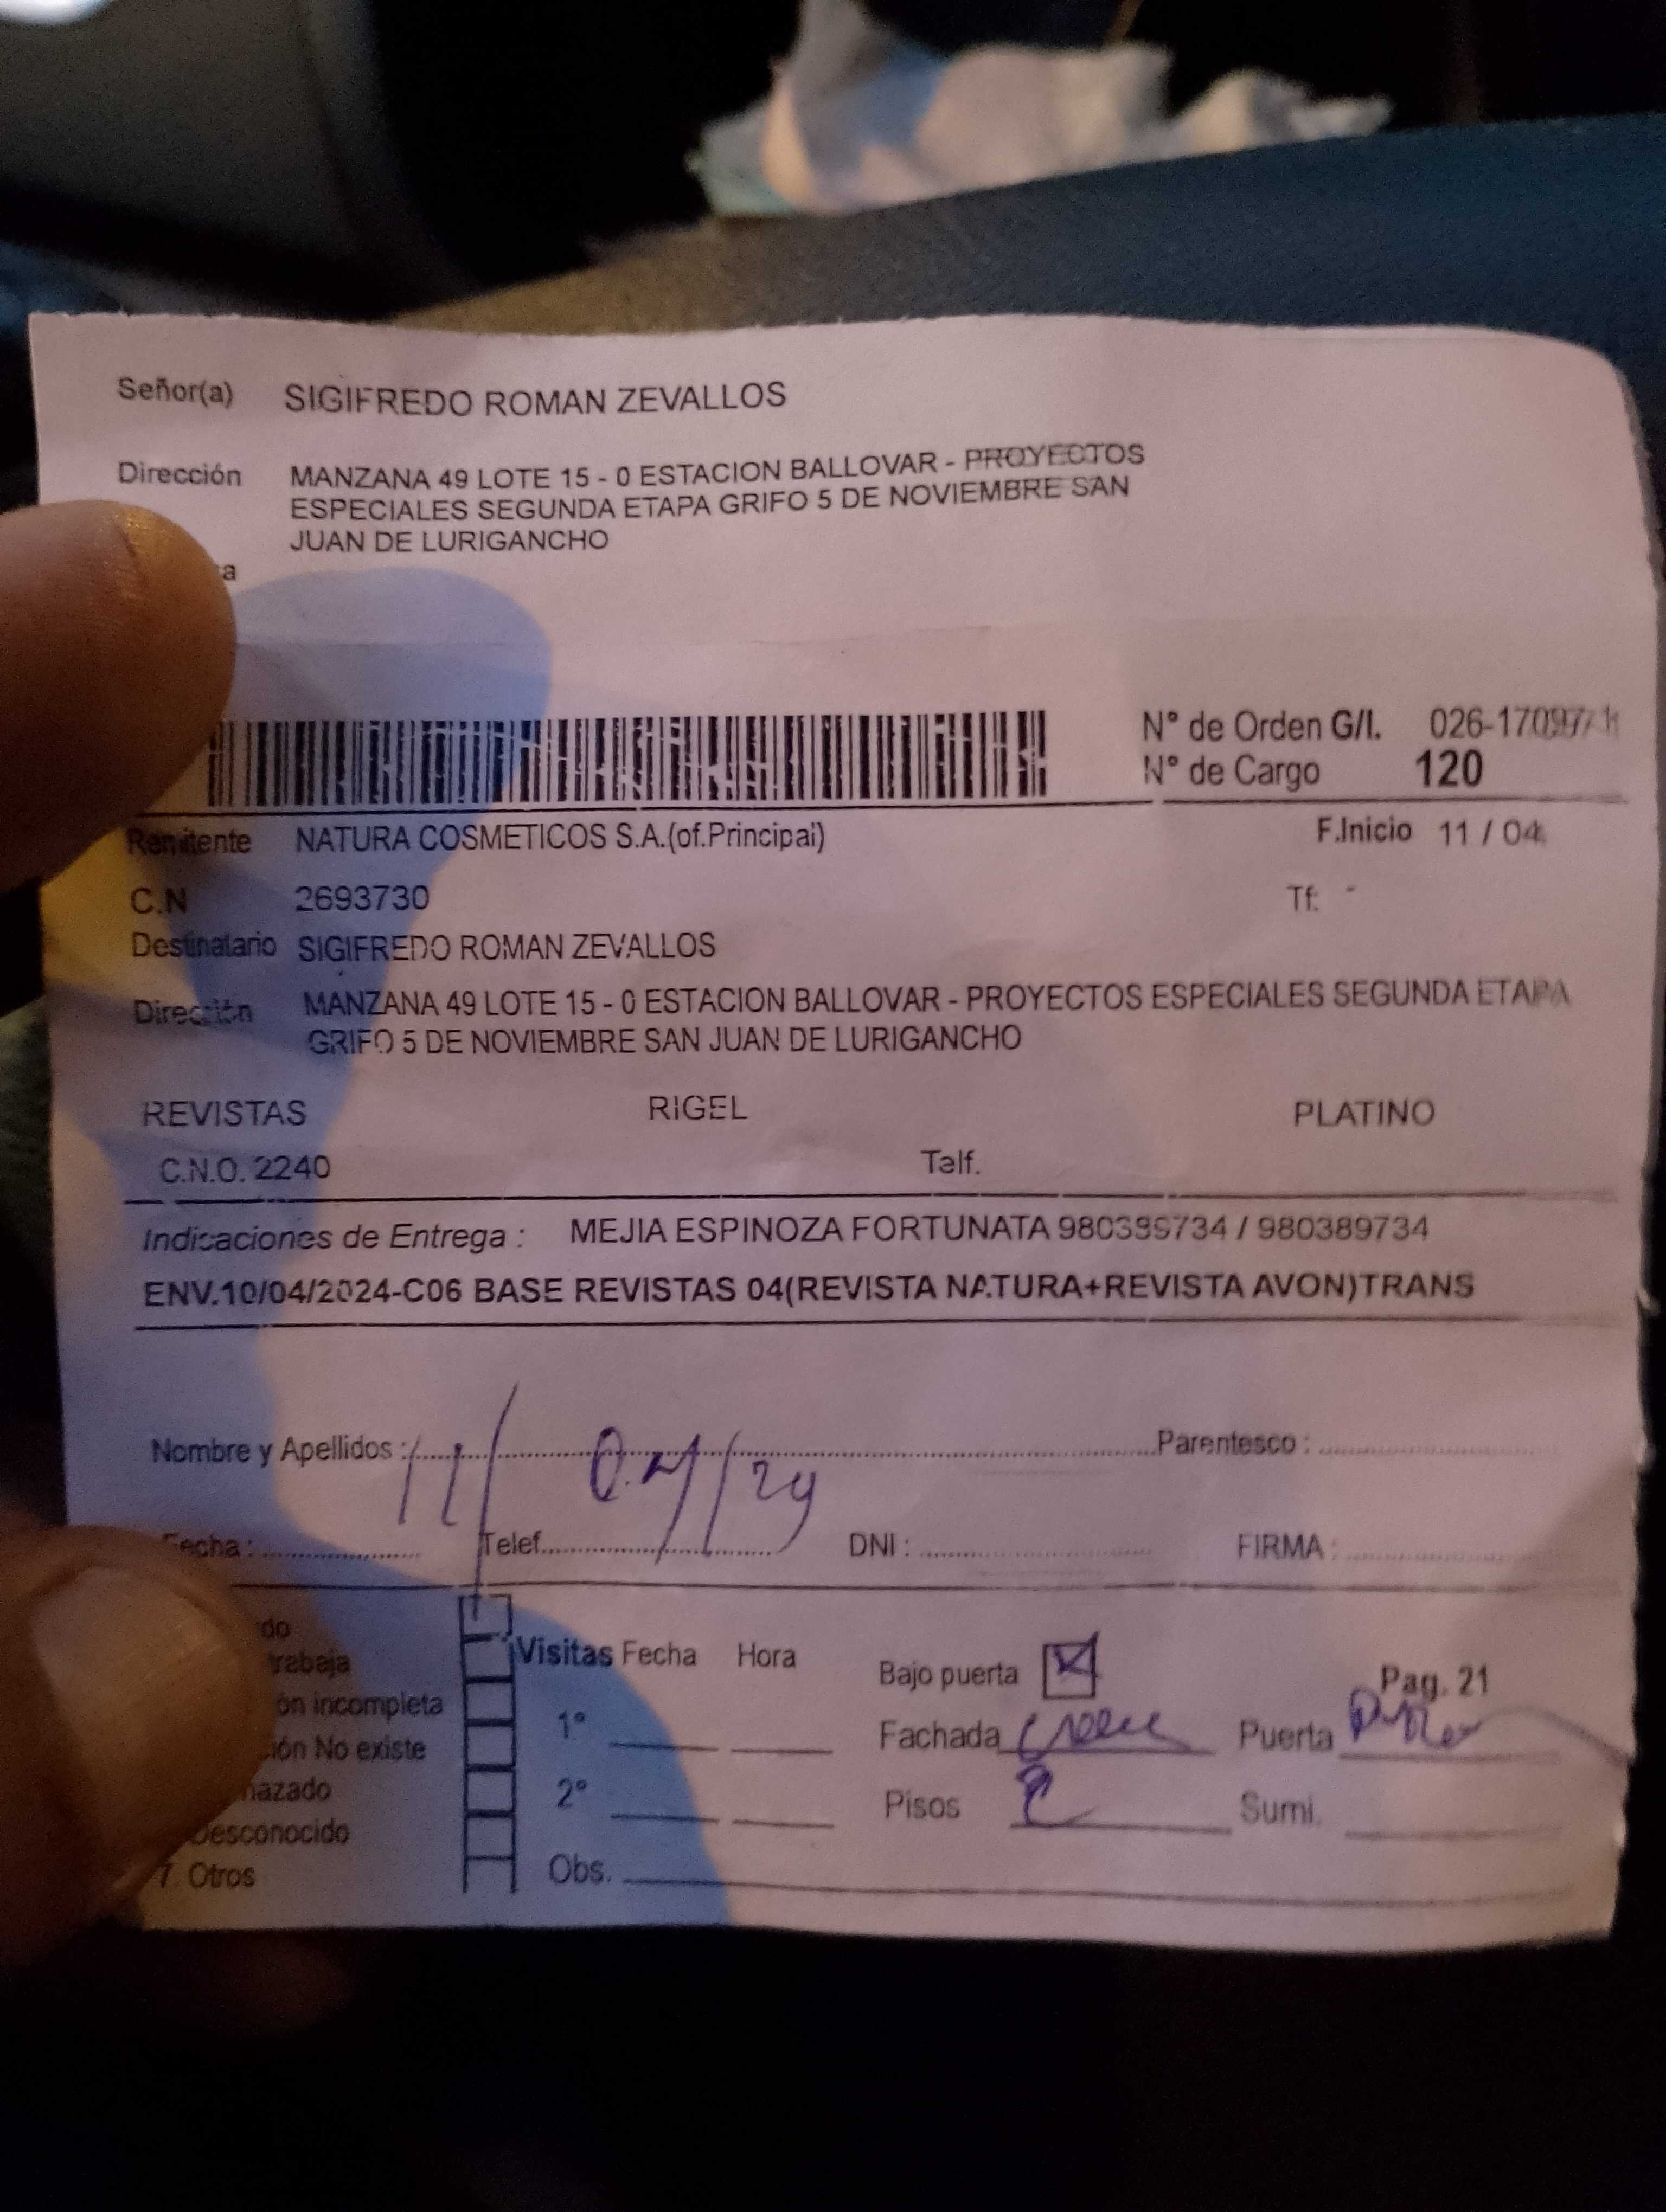 Señor(a) SIGIFREDO ROMAN ZEVALLOS
Dirección MANZANA 49 LOTE 15 - 0 ESTACION BALLOVAR - PROYECTOS
ESPECIALES SEGUNDA ETAPA GRIFO 5 DE NOVIEMBRE SAN
JUAN DE LURIGANCHO
N° de Orden G/I.
N° de Cargo 120
Remitente NATURA COSMETICOS S.A.(of.Principal) F.Inicio 11 / 04
C.N 2693730 Tf: -
Destinatario SIGIFREDO ROMAN ZEVALLOS
Dirección MANZANA 49 LOTE 15 - 0 ESTACION BALLOVAR - PROYECTOS ESPECIALES SEGUNDA ETAPA
GRIFO 5 DE NOVIEMBRE SAN JUAN DE LURIGANCHO
REVISTAS RIGEL PLATINO
C.N.O. 2240 Telf.
Indicaciones de Entrega : MEJIA ESPINOZA FORTUNATA 980389734 / 980389734
ENV.10/04/2024-C06 BASE REVISTAS 04(REVISTA NATURA+REVISTA AVON)TRANS
Nombre y Apellidos : Parentesco :
11/ 04/24
Fecha : Telef. DNI : FIRMA :
Visitas Fecha Hora Bajo puerta Pag. 21
incompleta
No existe
1° Fachada Puerta
2° Pisos Sumi.
Desconocido
7. Otros Obs.